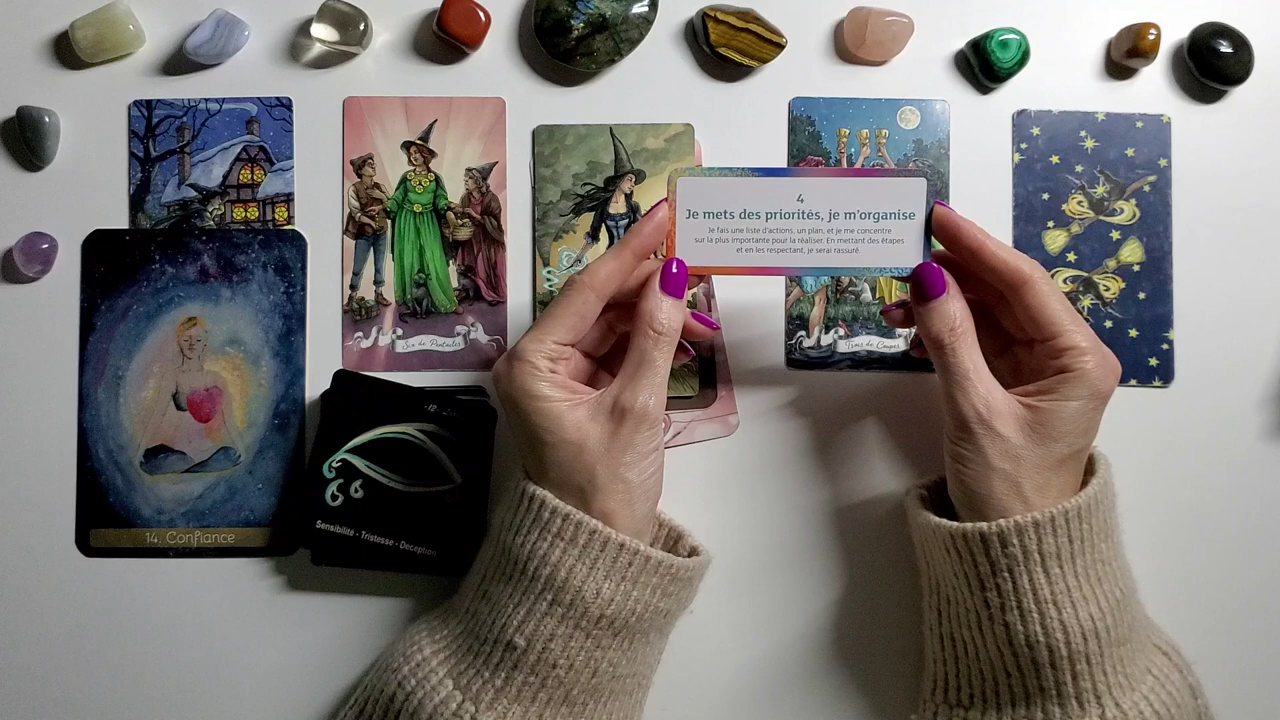 4
Je mets des priorités, je m'organise
Je fais une liste d'actions, un plan, et je me concentre
sur la plus importante pour la réaliser. En mettant des étapes
et en les respectant, je serai rassuré.
Six de Pentacles
Trois de Coupes
-12-
Sensibilité - Tristesse - Deception
14. Confiance